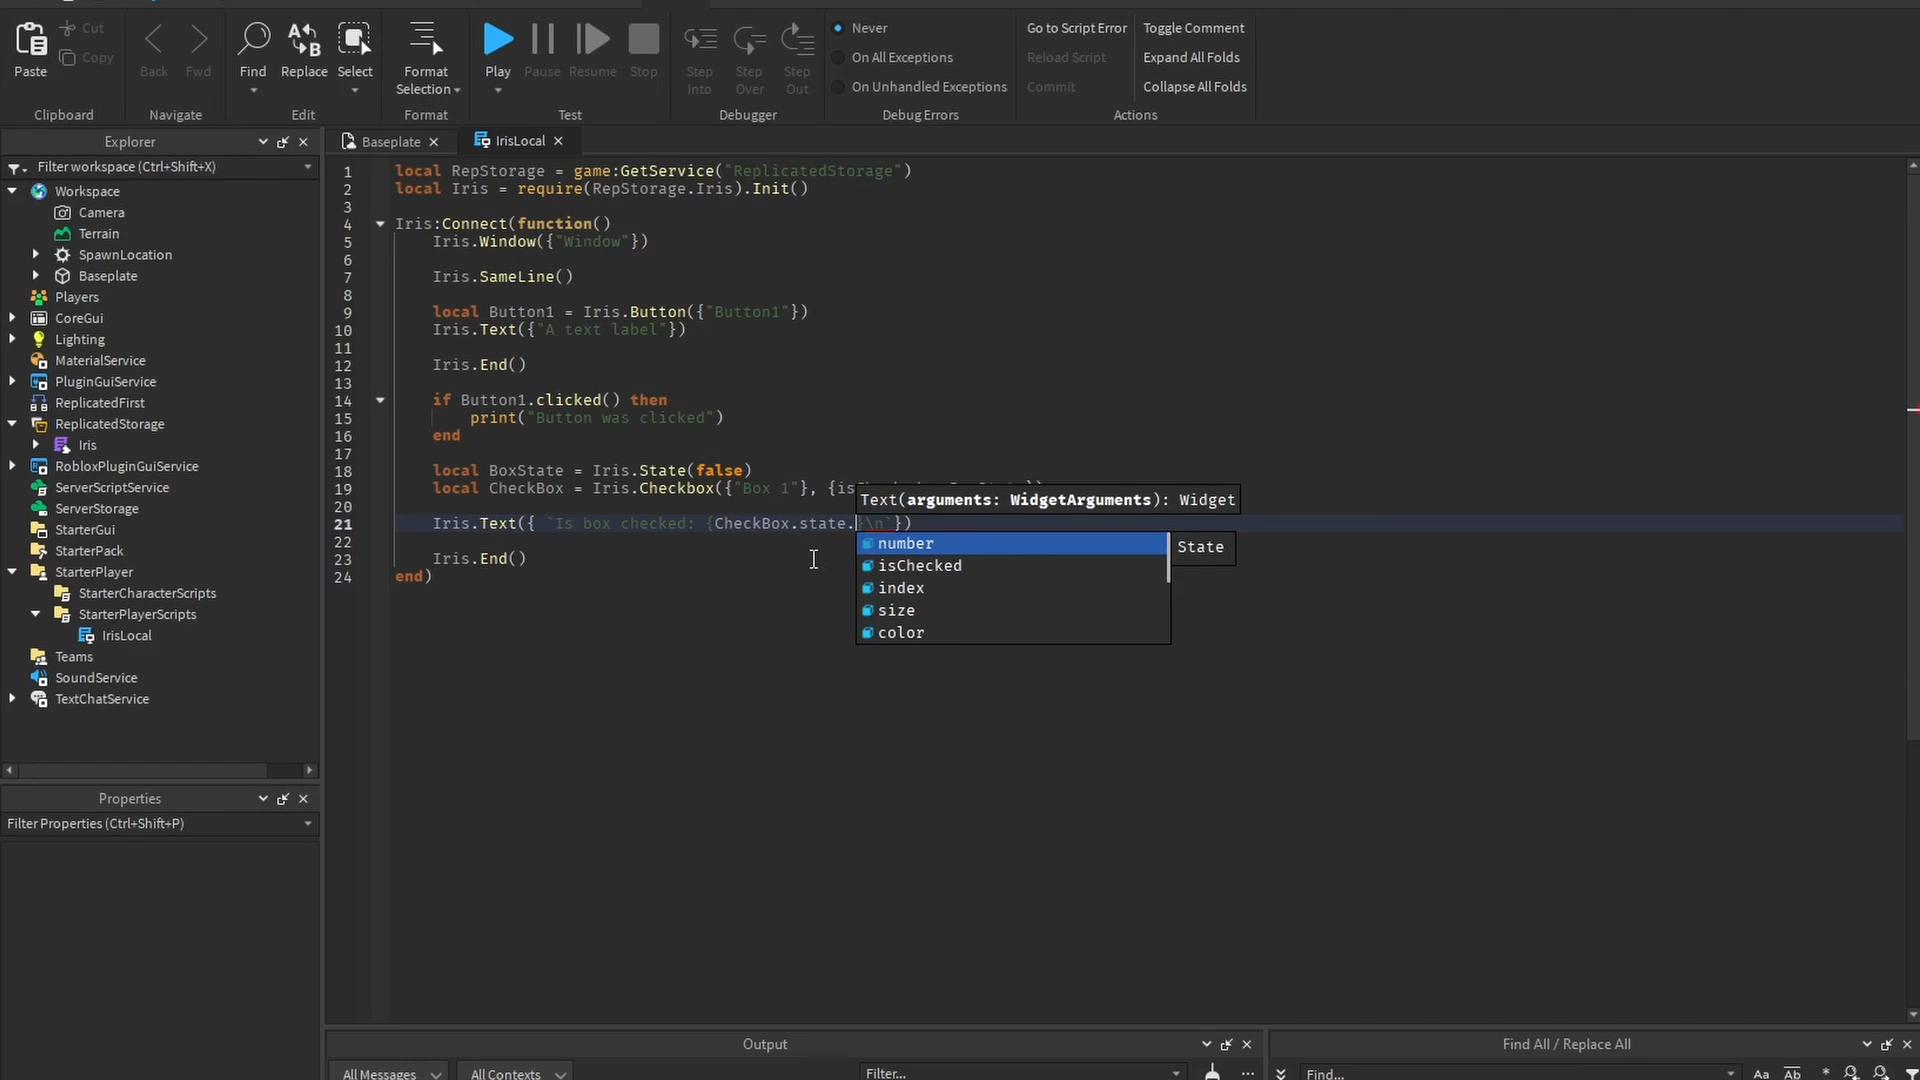 Paste
Cut
Copy
Clipboard
Back
Fwd
Navigate
Find
Replace
Select
Edit
Format
Selection
Format
Play
Pause
Resume
Stop
Test
Step
Into
Step
Over
Step
Out
Debugger
Never
On All Exceptions
On Unhandled Exceptions
Debug Errors
Go to Script Error
Reload Script
Commit
Toggle Comment
Expand All Folds
Collapse All Folds
Actions
Explorer
Filter workspace (Ctrl+Shift+X)
Workspace
Camera
Terrain
SpawnLocation
Baseplate
Players
CoreGui
Lighting
MaterialService
PluginGuiService
ReplicatedFirst
ReplicatedStorage
Iris
RobloxPluginGuiService
ServerScriptService
ServerStorage
StarterGui
StarterPack
StarterPlayer
StarterCharacterScripts
StarterPlayerScripts
IrisLocal
Teams
SoundService
TextChatService
Properties
Filter Properties (Ctrl+Shift+P)
Baseplate
IrisLocal
1 local RepStorage = game:GetService("ReplicatedStorage")
2 local Iris = require(RepStorage.Iris).Init()
3
4 Iris:Connect(function()
5 Iris.Window({"Window"})
6
7 Iris.SameLine()
8
9 local Button1 = Iris.Button({"Button1"})
10 Iris.Text({"A text label"})
11
12 Iris.End()
13
14 if Button1.clicked() then
15 print("Button was clicked")
16 end
17
18 local BoxState = Iris.State(false)
19 local CheckBox = Iris.Checkbox({"Box 1"}, {is
20
21 Iris.Text({ `Is box checked: {CheckBox.state.}\n`})
22
23 Iris.End()
24 end)
Text(arguments: WidgetArguments): Widget
number
isChecked
index
size
color
State
Output
All Messages
All Contexts
Filter...
Find All / Replace All
Find...
Aa
Ab
*